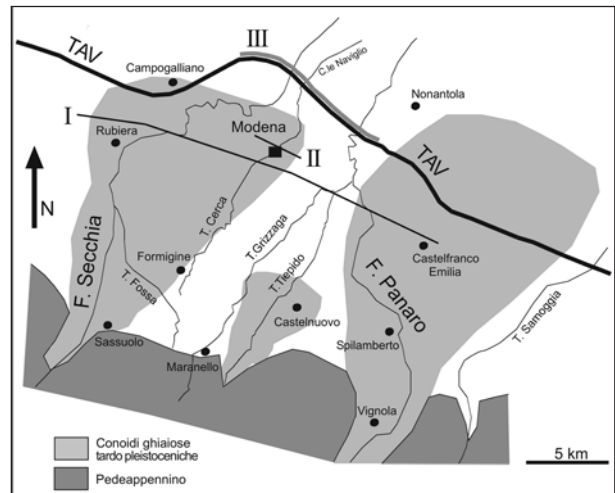 III
TAV
Campogalliano
C.le Naviglio
Nonantola
I
Rubiera
Modena
II
TAV
N
T. Cerca
T.Grizzaga
F. Secchia
Formigine
T. Fossa
T.Tiepido
F. Panaro
Castelfranco
Emilia
T. Samoggia
Sassuolo
Castelnuovo
Spilamberto
Maranello
Vignola
Conoidi ghiaiose
tardo pleistoceniche
Pedeappennino
5 km